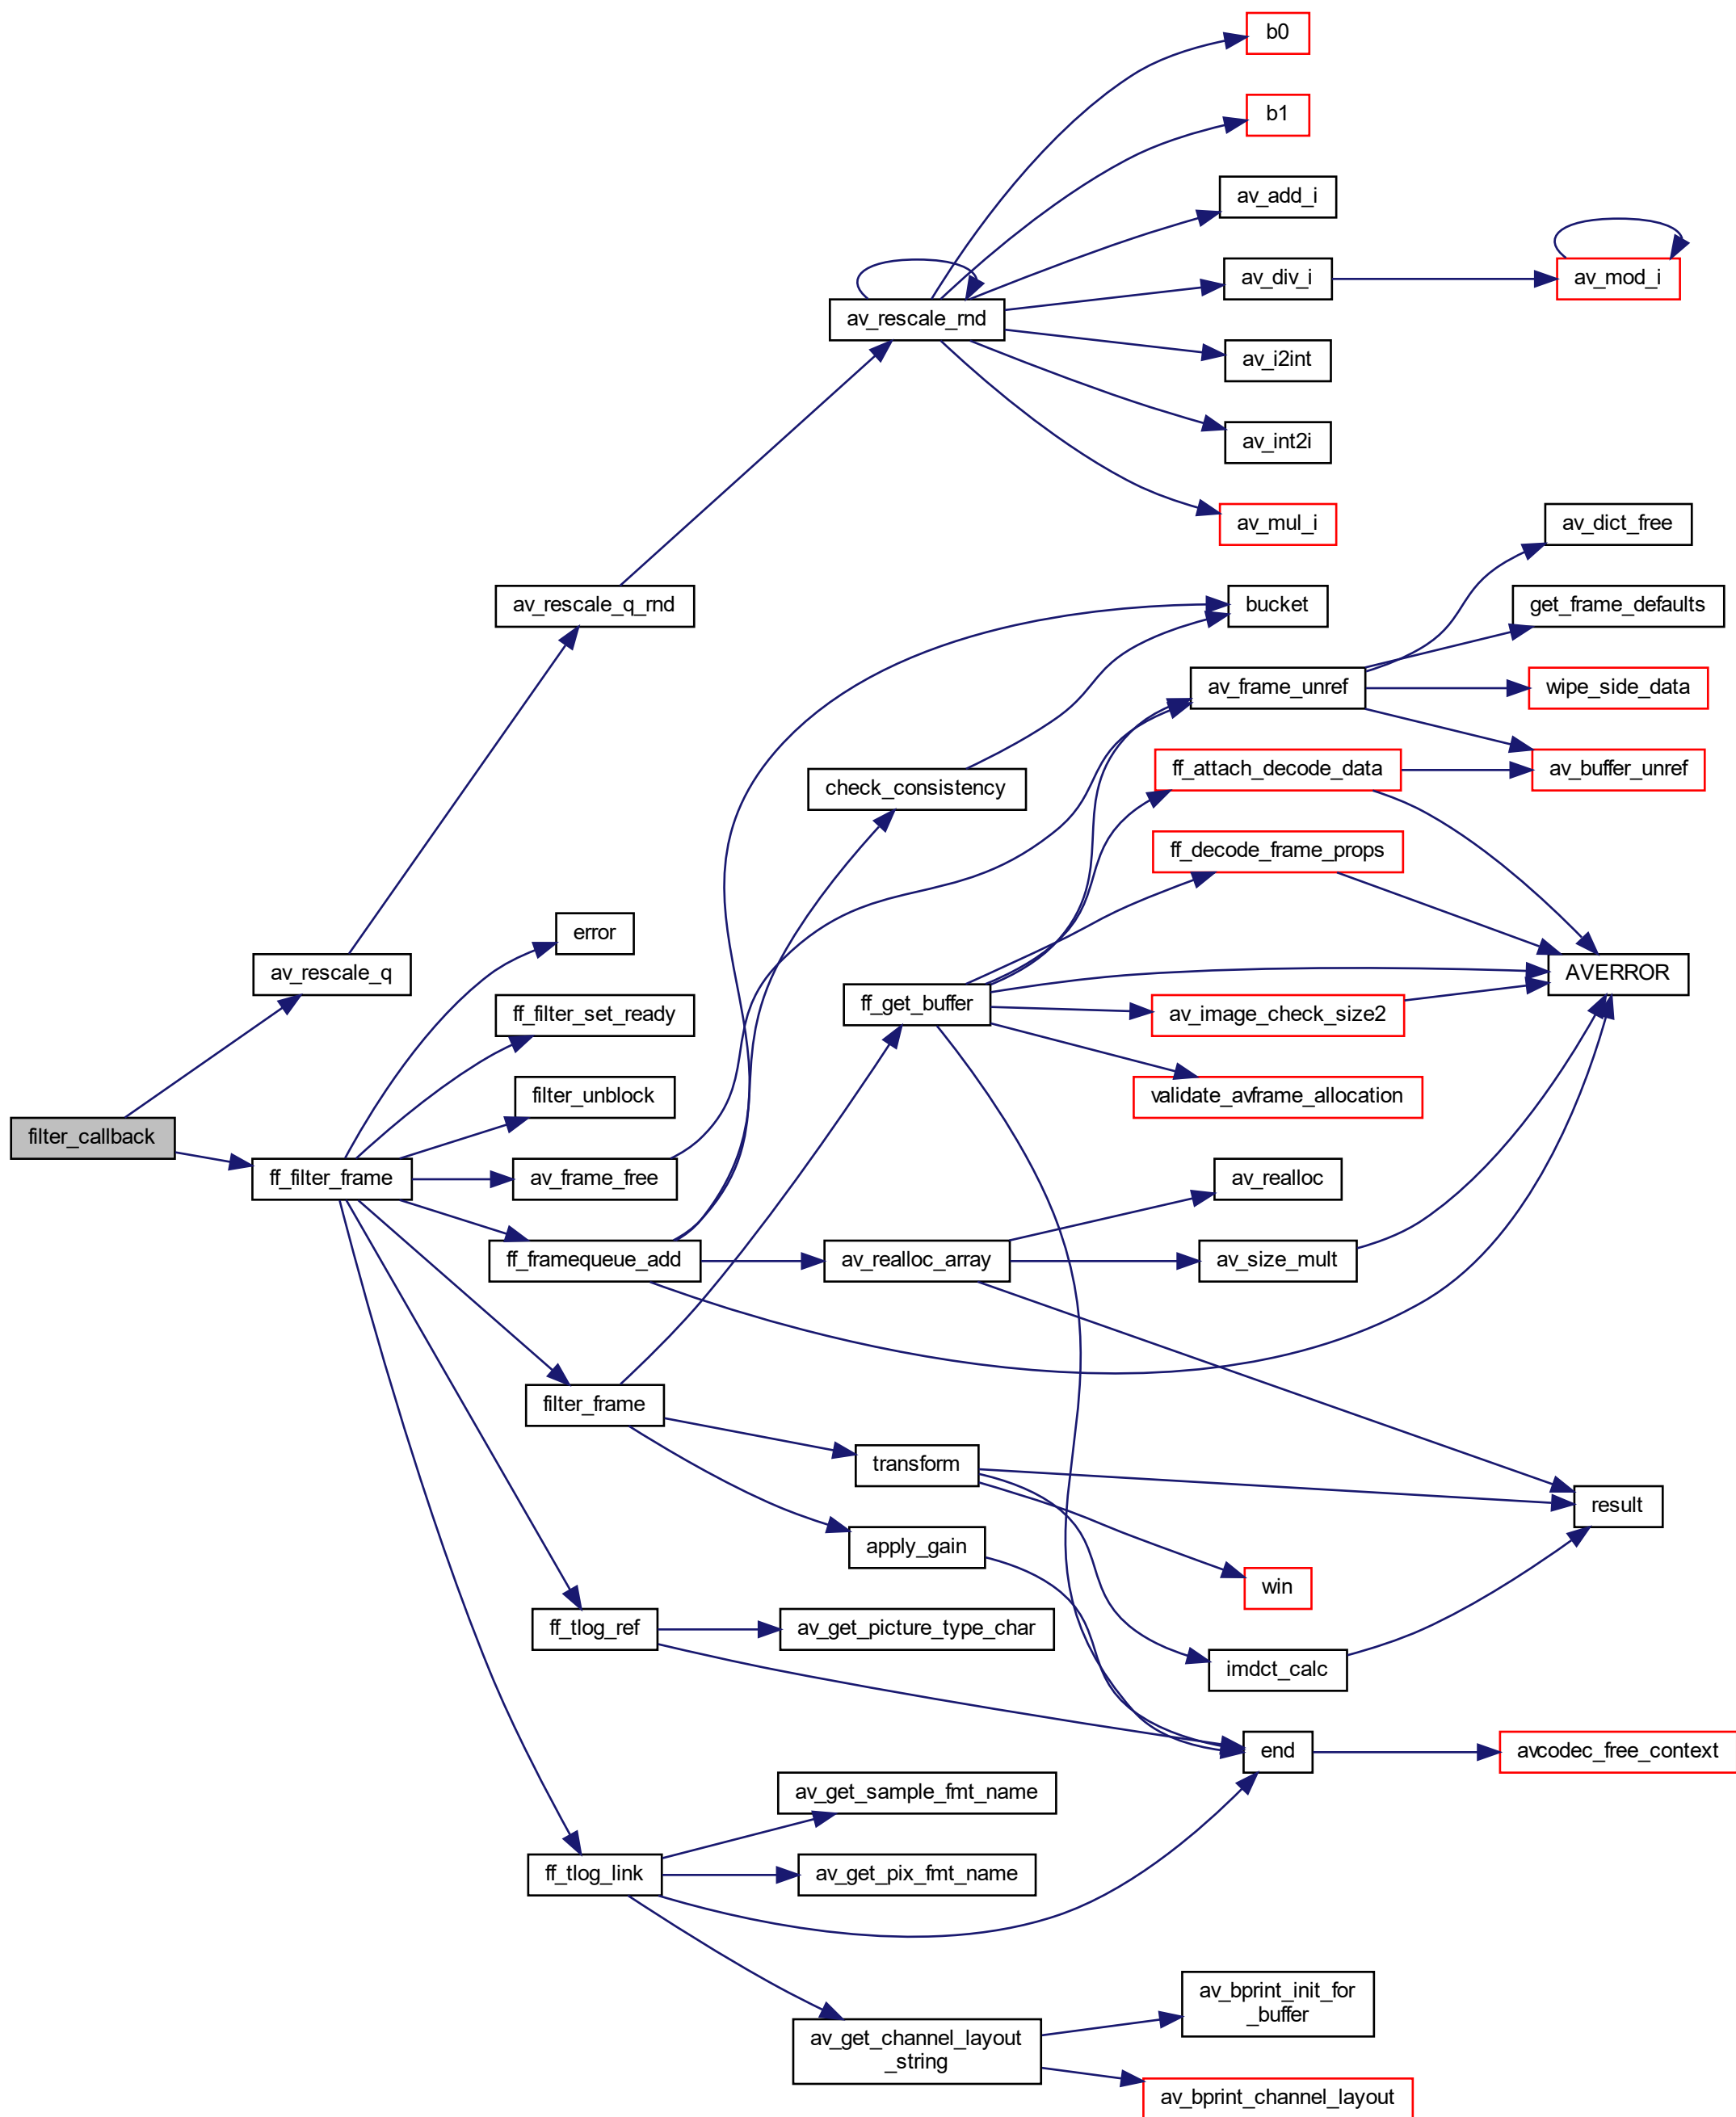 b0
b1
av_add_i
av_div_i
av_mod_i
av_rescale_rnd
av_i2int
av_int2i
av_mul_i
av_dict_free
av_rescale_q_rnd
bucket
get_frame_defaults
av_frame_unref
wipe_side_data
check_consistency
ff_attach_decode_data
av_buffer_unref
ff_decode_frame_props
error
av_rescale_q
ff_filter_set_ready
ff_get_buffer
AVERROR
av_image_check_size2
filter_unblock
validate_avframe_allocation
filter_callback
ff_filter_frame
av_frame_free
av_realloc
ff_framequeue_add
av_realloc_array
av_size_mult
filter_frame
transform
result
apply_gain
win
ff_tlog_ref
av_get_picture_type_char
imdct_calc
end
avcodec_free_context
av_get_sample_fmt_name
ff_tlog_link
av_get_pix_fmt_name
av_bprint_init_for
_buffer
av_get_channel_layout
_string
av_bprint_channel_layout